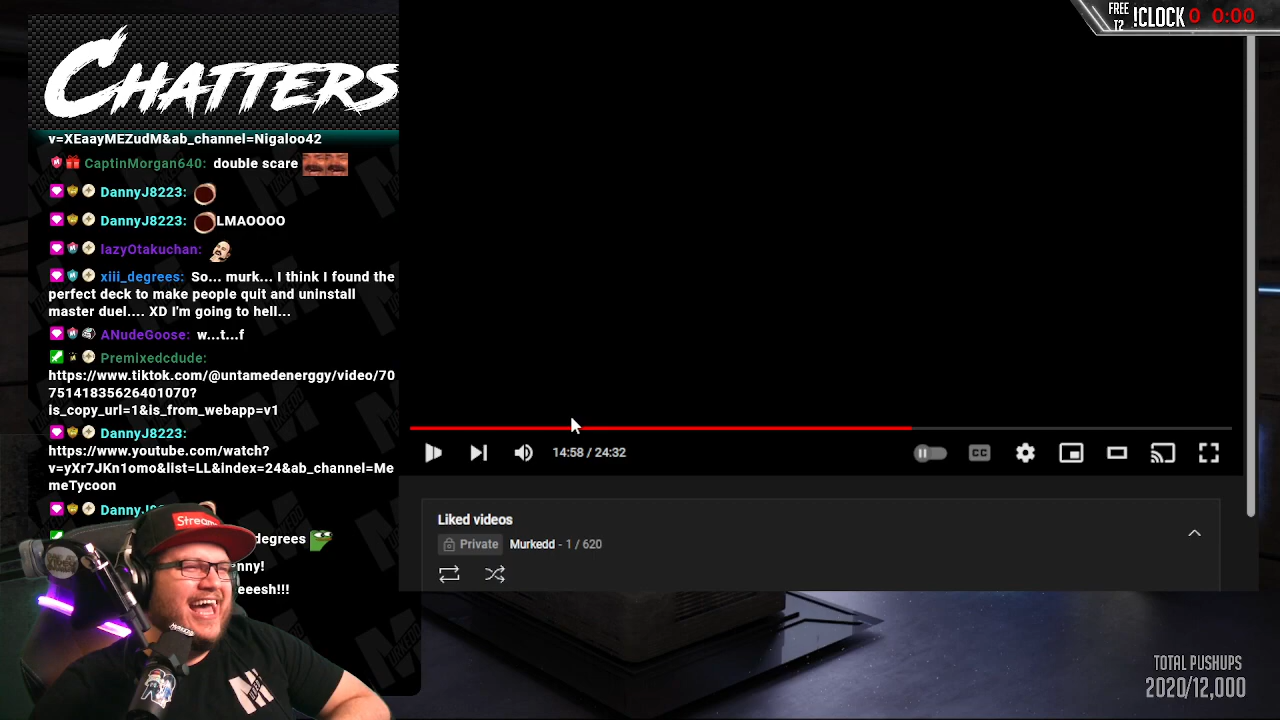 CHATTERS
v=XEaayMEZudM&ab_channel=Nigaloo42
CaptinMorgan640: double scare
DannyJ8223:
DannyJ8223: LMAOOOO
lazyOtakuchan:
xiii_degrees: So... murk... I think I found the
perfect deck to make people quit and uninstall
master duel.... XD I'm going to hell...
ANudeGoose: w...t...f
Premixedcdude:
https://www.tiktok.com/@untamedenerggy/video/70
75141835626401070?
is_copy_url=1&is_from_webapp=v1
DannyJ8223:
https://www.youtube.com/watch?
v=yXr7JKn1omo&list=LL&index=24&ab_channel=Me
meTycoon
degrees
nny!
eeesh!!!
Stream
FREE
12
!CLOCK 0 0:00
14:58 / 24:32
CC
Liked videos
Private Murkedd - 1 / 620
TOTAL PUSHUPS
2020/12,000